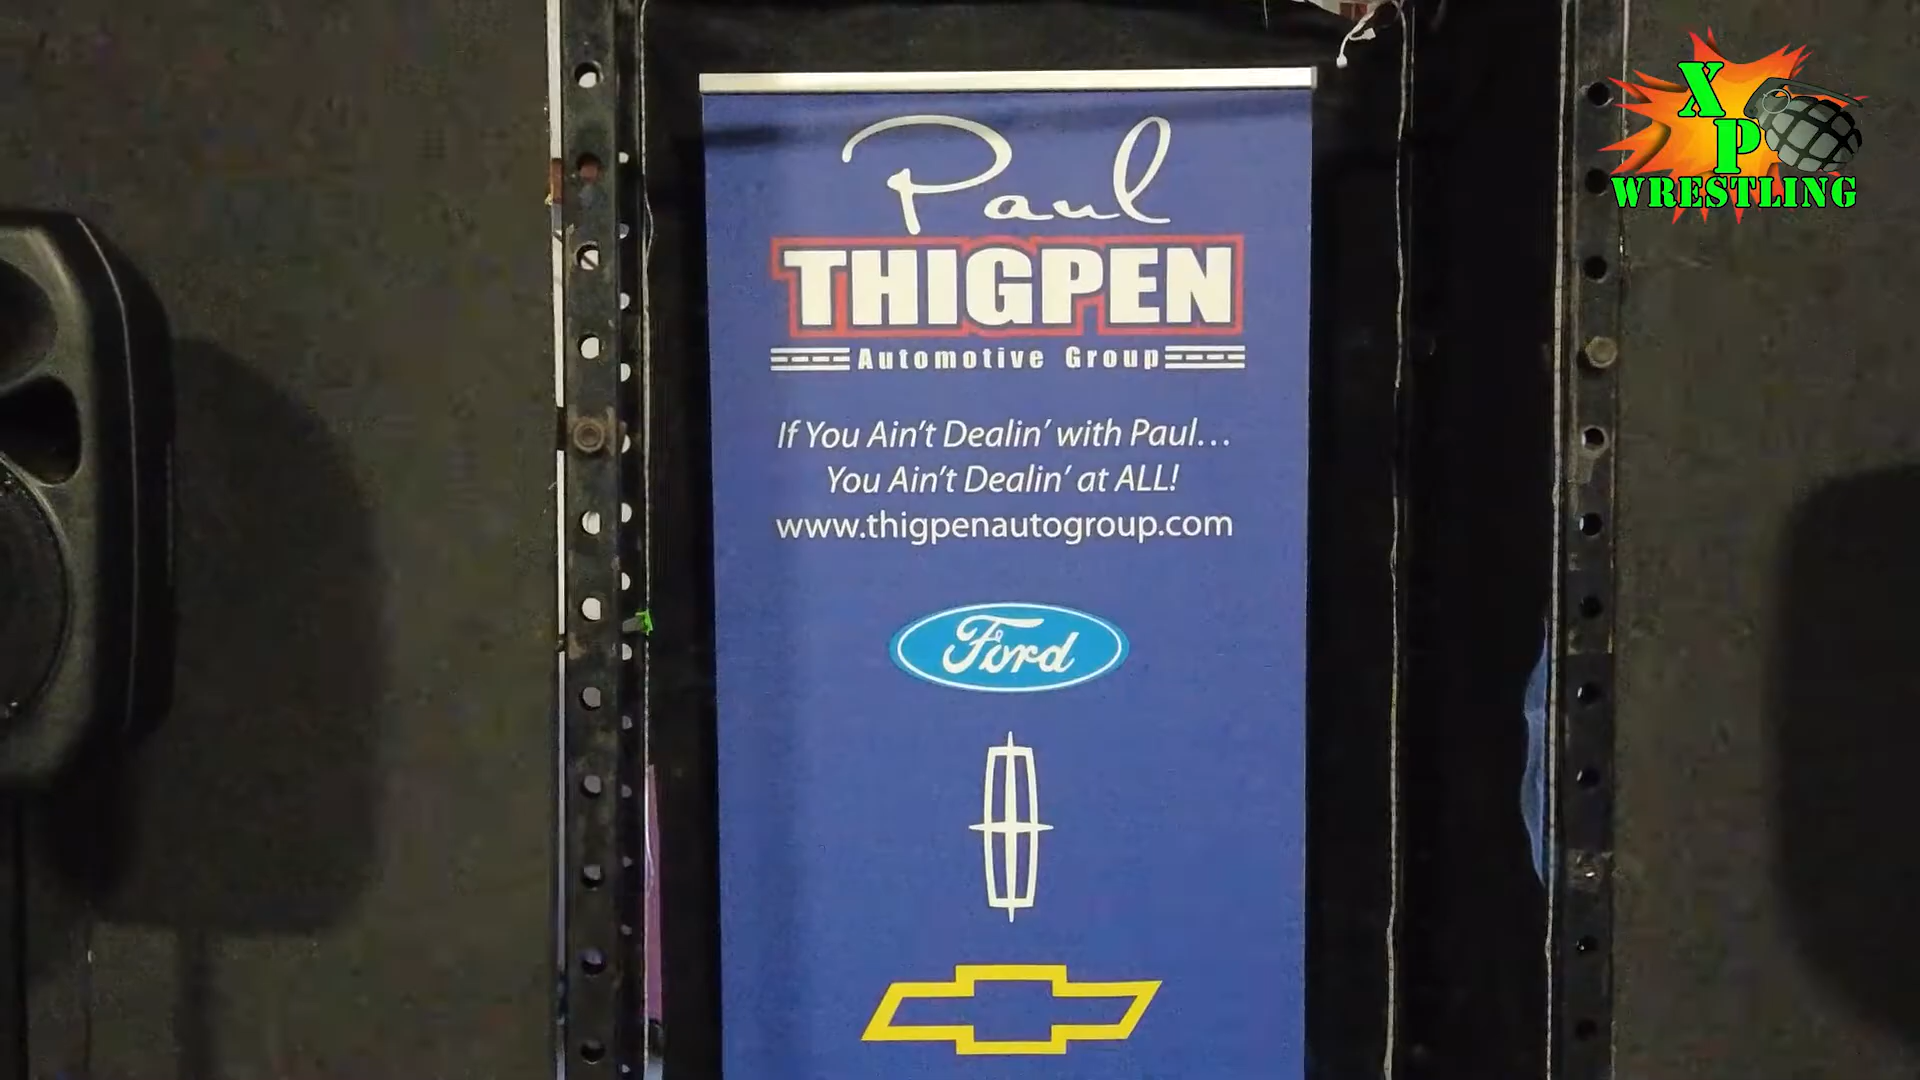 Paul
THIGPEN
Automotive Group
If You Ain't Dealin' with Paul...
You Ain't Dealin' at ALL!
www.thigpenautogroup.com
Ford
XP
WRESTLING